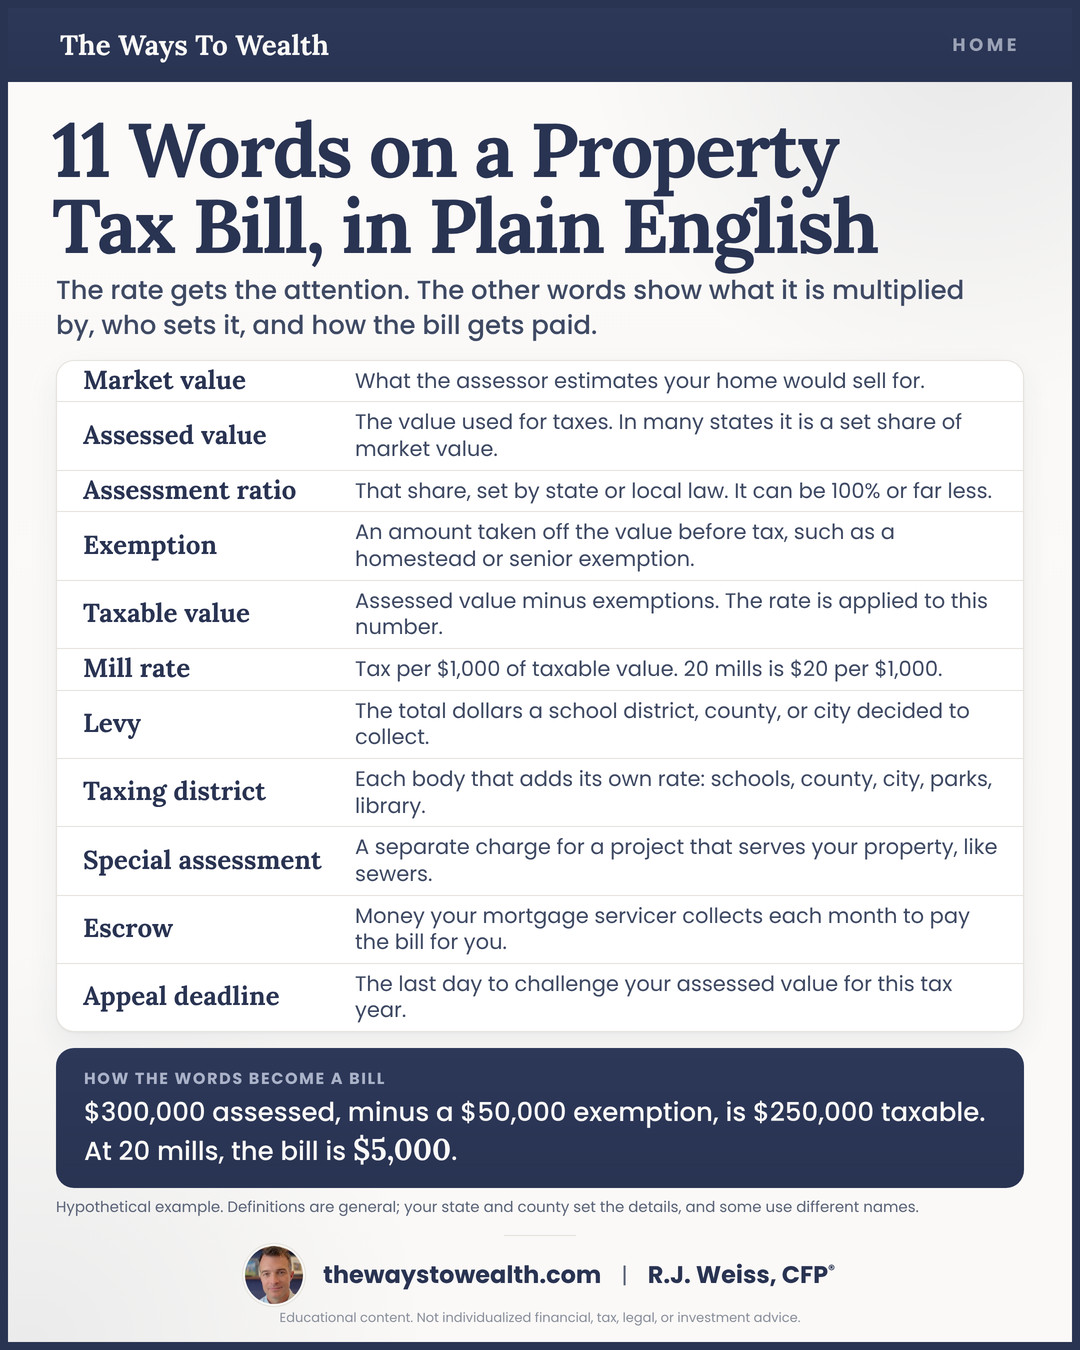 The Ways To Wealth
HOME
11 Words on a Property
Tax Bill, in Plain English
The rate gets the attention. The other words show what it is multiplied
by, who sets it, and how the bill gets paid.
Market value
What the assessor estimates your home would sell for.
Assessed value
The value used for taxes. In many states it is a set share of
market value.
Assessment ratio
That share, set by state or local law. It can be 100% or far less.
Exemption
An amount taken off the value before tax, such as a
homestead or senior exemption.
Taxable value
Assessed value minus exemptions. The rate is applied to this
number.
Mill rate
Tax per $1,000 of taxable value. 20 mills is $20 per $1,000.
Levy
The total dollars a school district, county, or city decided to
collect.
Taxing district
Each body that adds its own rate: schools, county, city, parks,
library.
Special assessment
A separate charge for a project that serves your property, like
sewers.
Escrow
Money your mortgage servicer collects each month to pay
the bill for you.
Appeal deadline
The last day to challenge your assessed value for this tax
year.
HOW THE WORDS BECOME A BILL
$300,000 assessed, minus a $50,000 exemption, is $250,000 taxable.
At 20 mills, the bill is $5,000.
Hypothetical example. Definitions are general; your state and county set the details, and some use different names.
thewaystowealth.com | R.J. Weiss, CFP®
Educational content. Not individualized financial, tax, legal, or investment advice.